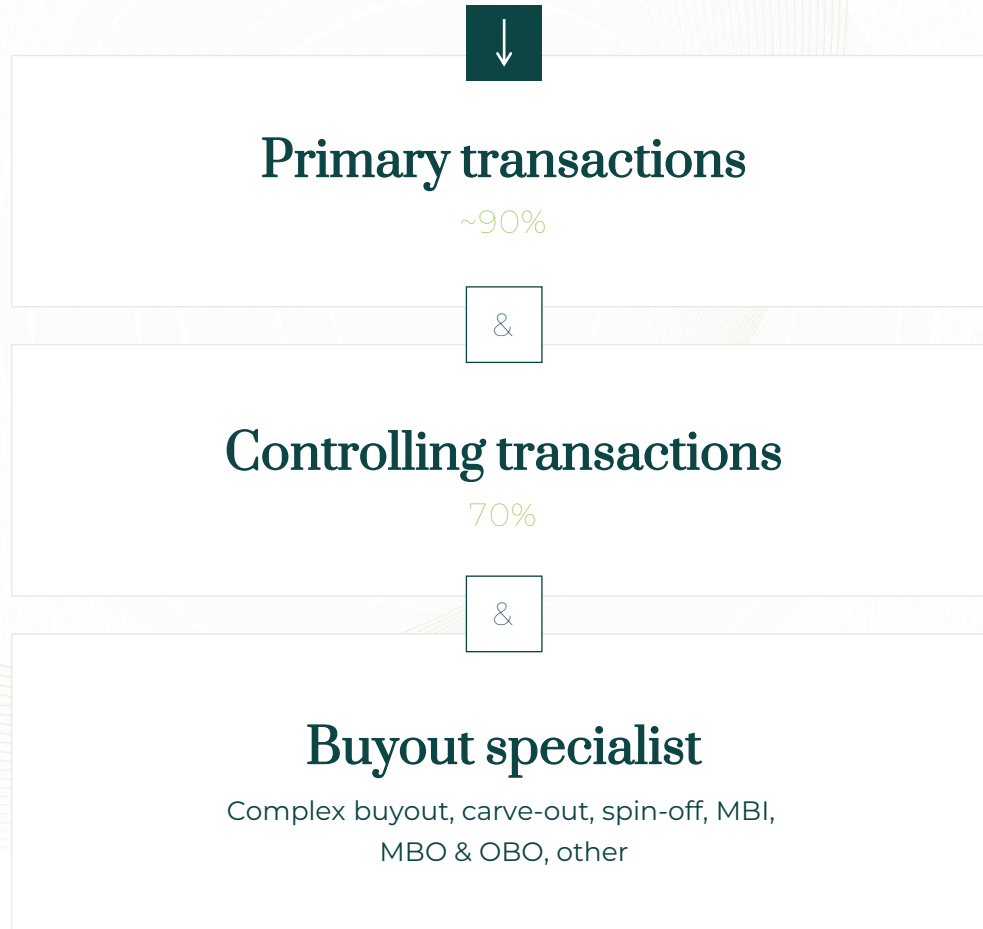 Primary transactions
~90%
&
Controlling transactions
70%
&
Buyout specialist
Complex buyout, carve-out, spin-off, MBI,
MBO & OBO, other